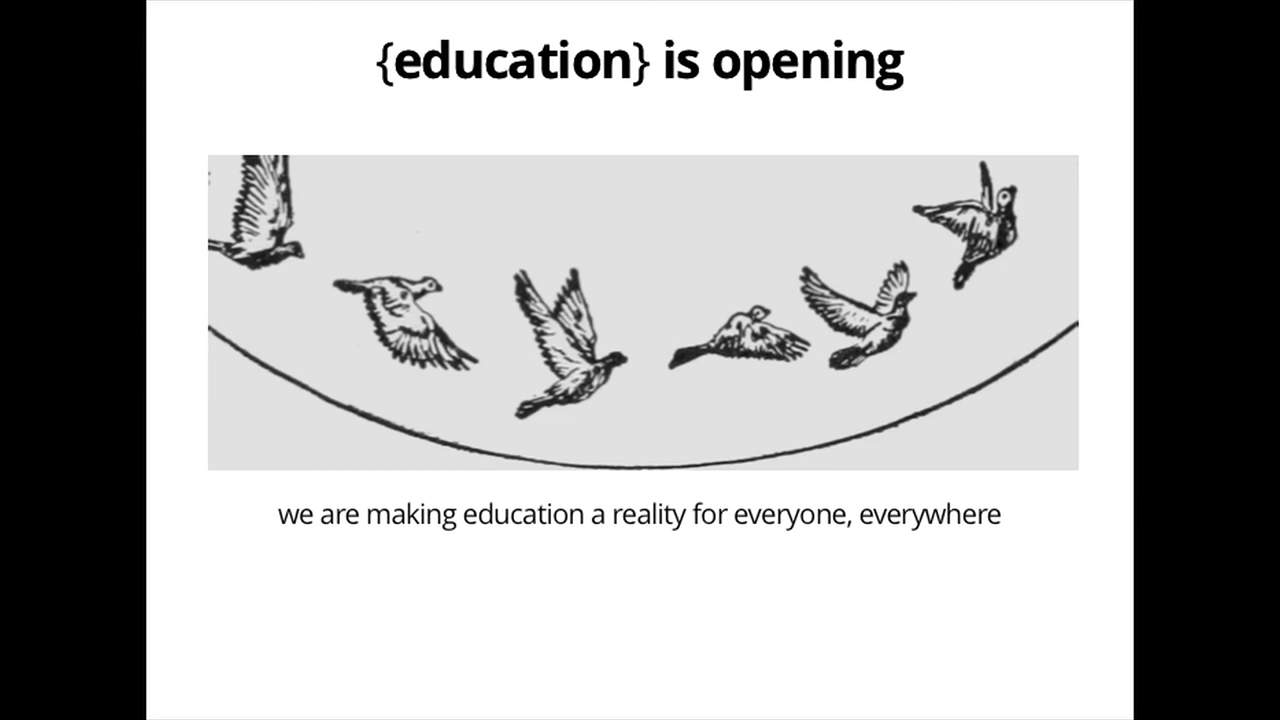 {education} is opening
we are making education a reality for everyone, everywhere